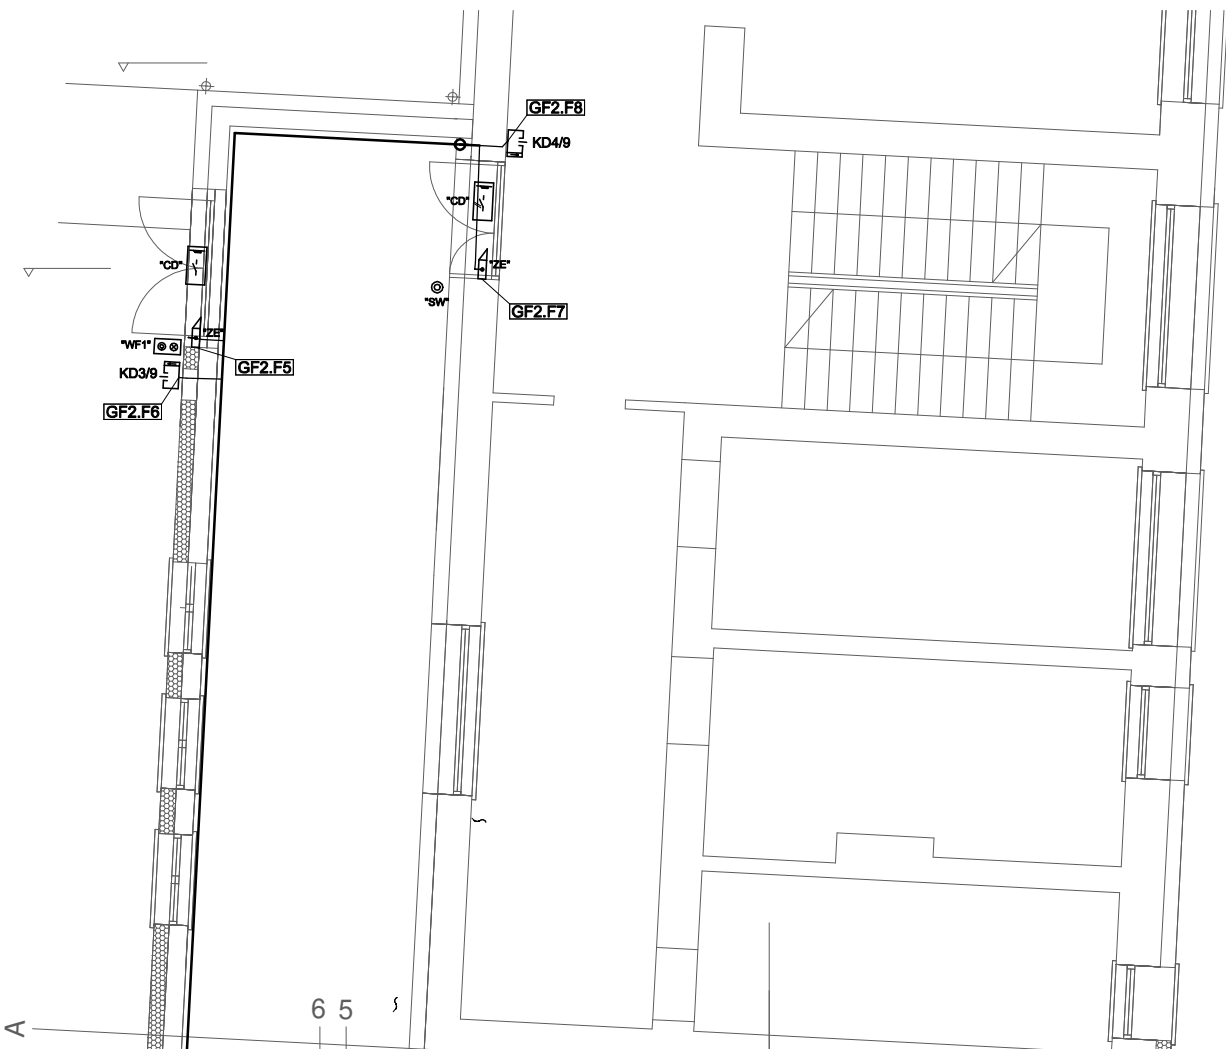 GF2.F8
KD4/9
"CD"
"CD"
"ZE"
"SW"
GF2.F7
"ZE"
"WF1"
GF2.F5
KD3/9
GF2.F6
6 5
A